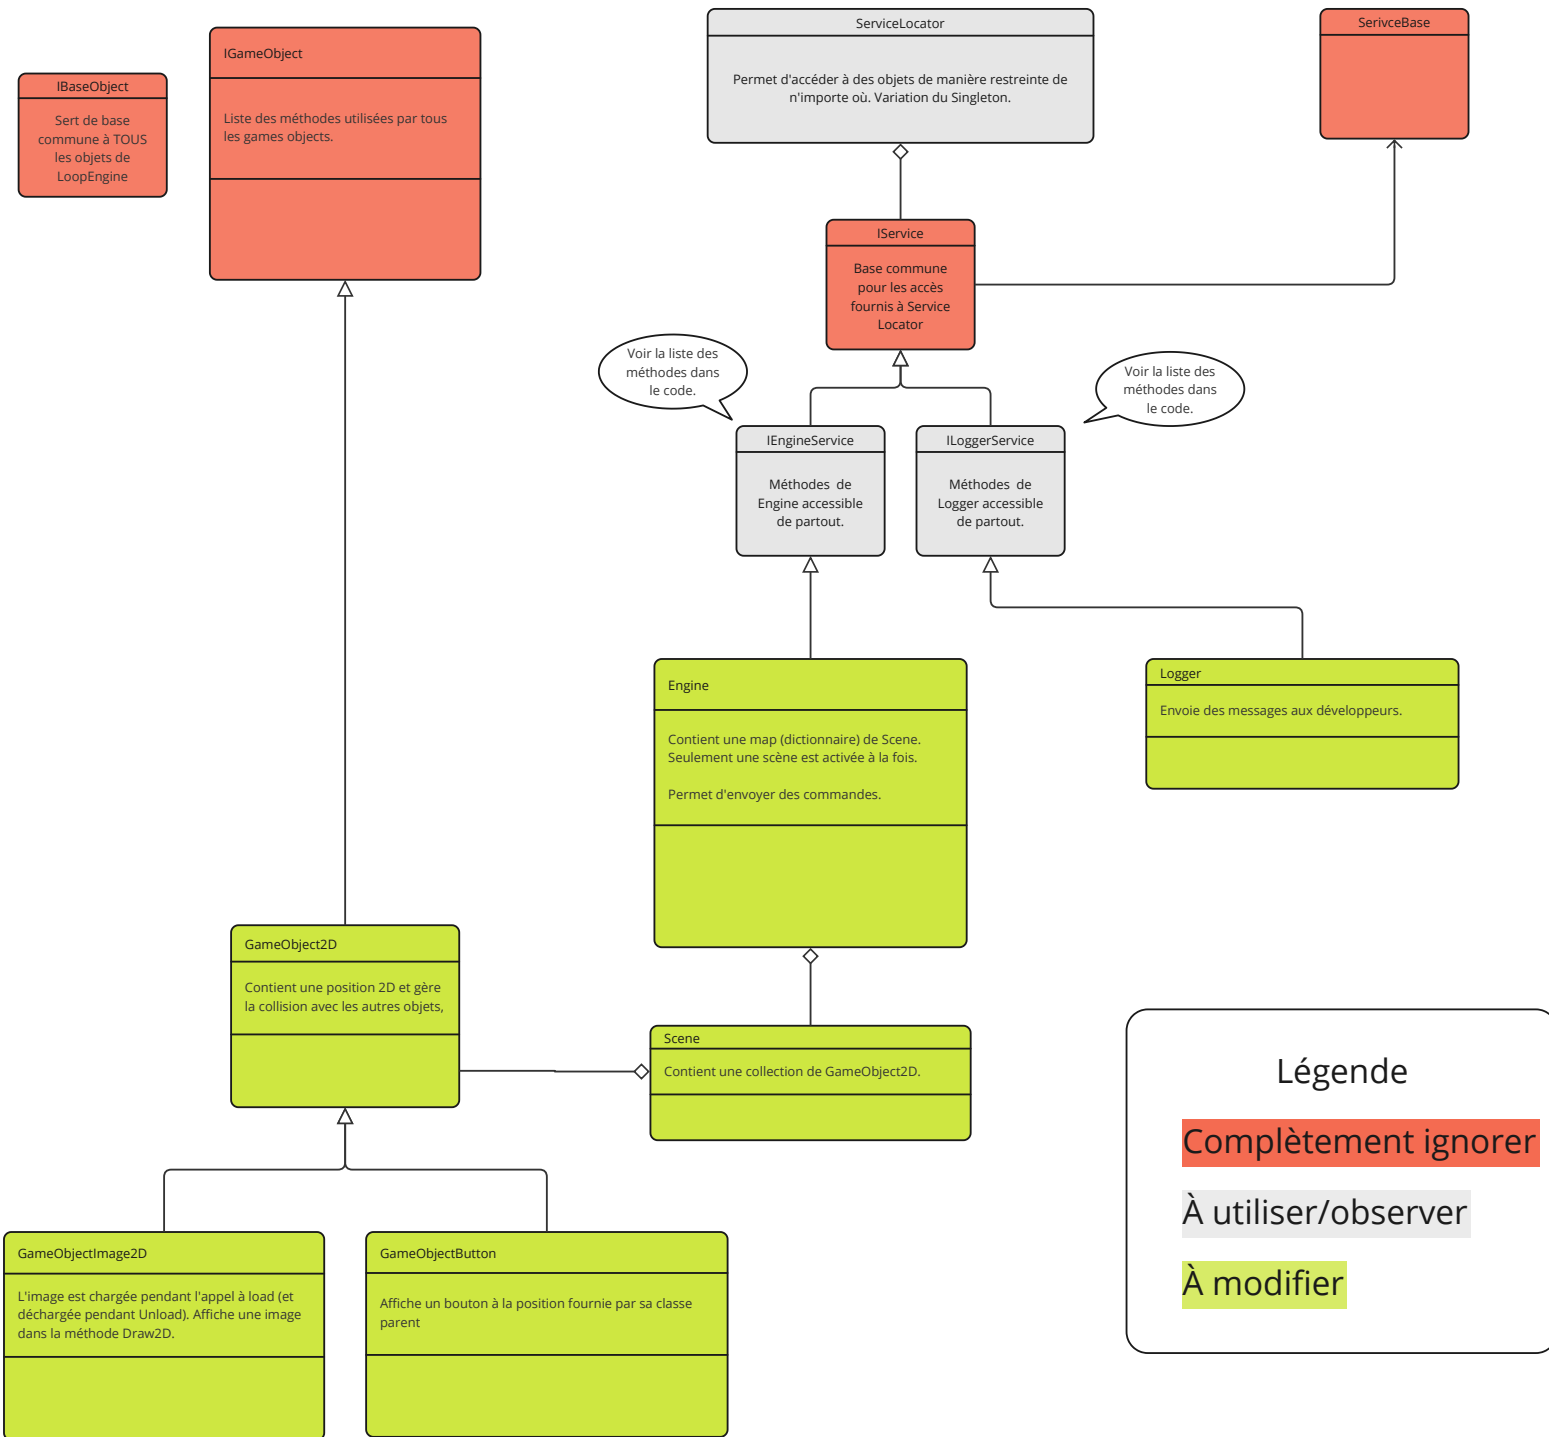 IBaseObject
Sert de base
commune à TOUS
les objets de
LoopEngine
IGameObject
Liste des méthodes utilisées par tous
les games objects.
ServiceLocator
Permet d'accéder à des objets de manière restreinte de
n'importe où. Variation du Singleton.
SerivceBase
IService
Base commune
pour les accès
fournis à Service
Locator
Voir la liste des
méthodes dans
le code.
Voir la liste des
méthodes dans
le code.
IEngineService
Méthodes  de
Engine accessible
de partout.
ILoggerService
Méthodes  de
Logger accessible
de partout.
Engine
Contient une map (dictionnaire) de Scene.
Seulement une scène est activée à la fois.
Permet d'envoyer des commandes.
Logger
Envoie des messages aux développeurs.
GameObject2D
Contient une position 2D et gère
la collision avec les autres objets,
Scene
Contient une collection de GameObject2D.
GameObjectImage2D
L'image est chargée pendant l'appel à load (et
déchargée pendant Unload). Affiche une image
dans la méthode Draw2D.
GameObjectButton
Affiche un bouton à la position fournie par sa classe
parent
Légende
Complètement ignorer
À utiliser/observer
À modifier